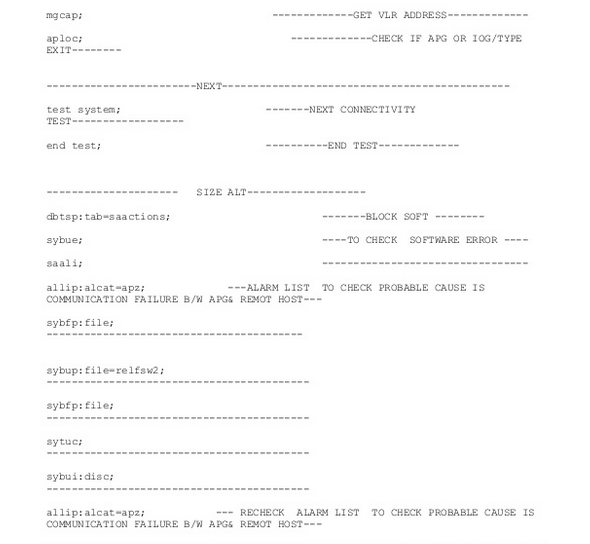 mgcap; -------------GET VLR ADDRESS-------------
aploc; -------------CHECK IF APG OR IOG/TYPE
EXIT--------
-----------------------NEXT----------------------------------------------
test system; -------NEXT CONNECTIVITY
TEST------------------
end test; ----------END TEST-------------
--------------------- SIZE ALT-------------------
dbtsp:tab=saactions; -------BLOCK SOFT --------
sybue; ----TO CHECK SOFTWARE ERROR ----
saali; ---------------------------------
allip:alcat=apz; ---ALARM LIST TO CHECK PROBABLE CAUSE IS
COMMUNICATION FAILURE B/W APG& REMOT HOST---
sybfp:file;
-----------------------------------------
sybup:file=relfsw2;
------------------------------------------
sybfp:file;
------------------------------------------
sytuc;
------------------------------------------
sybui:disc;
------------------------------------------
allip:alcat=apz; --- RECHECK ALARM LIST TO CHECK PROBABLE CAUSE IS
COMMUNICATION FAILURE B/W APG& REMOT HOST---